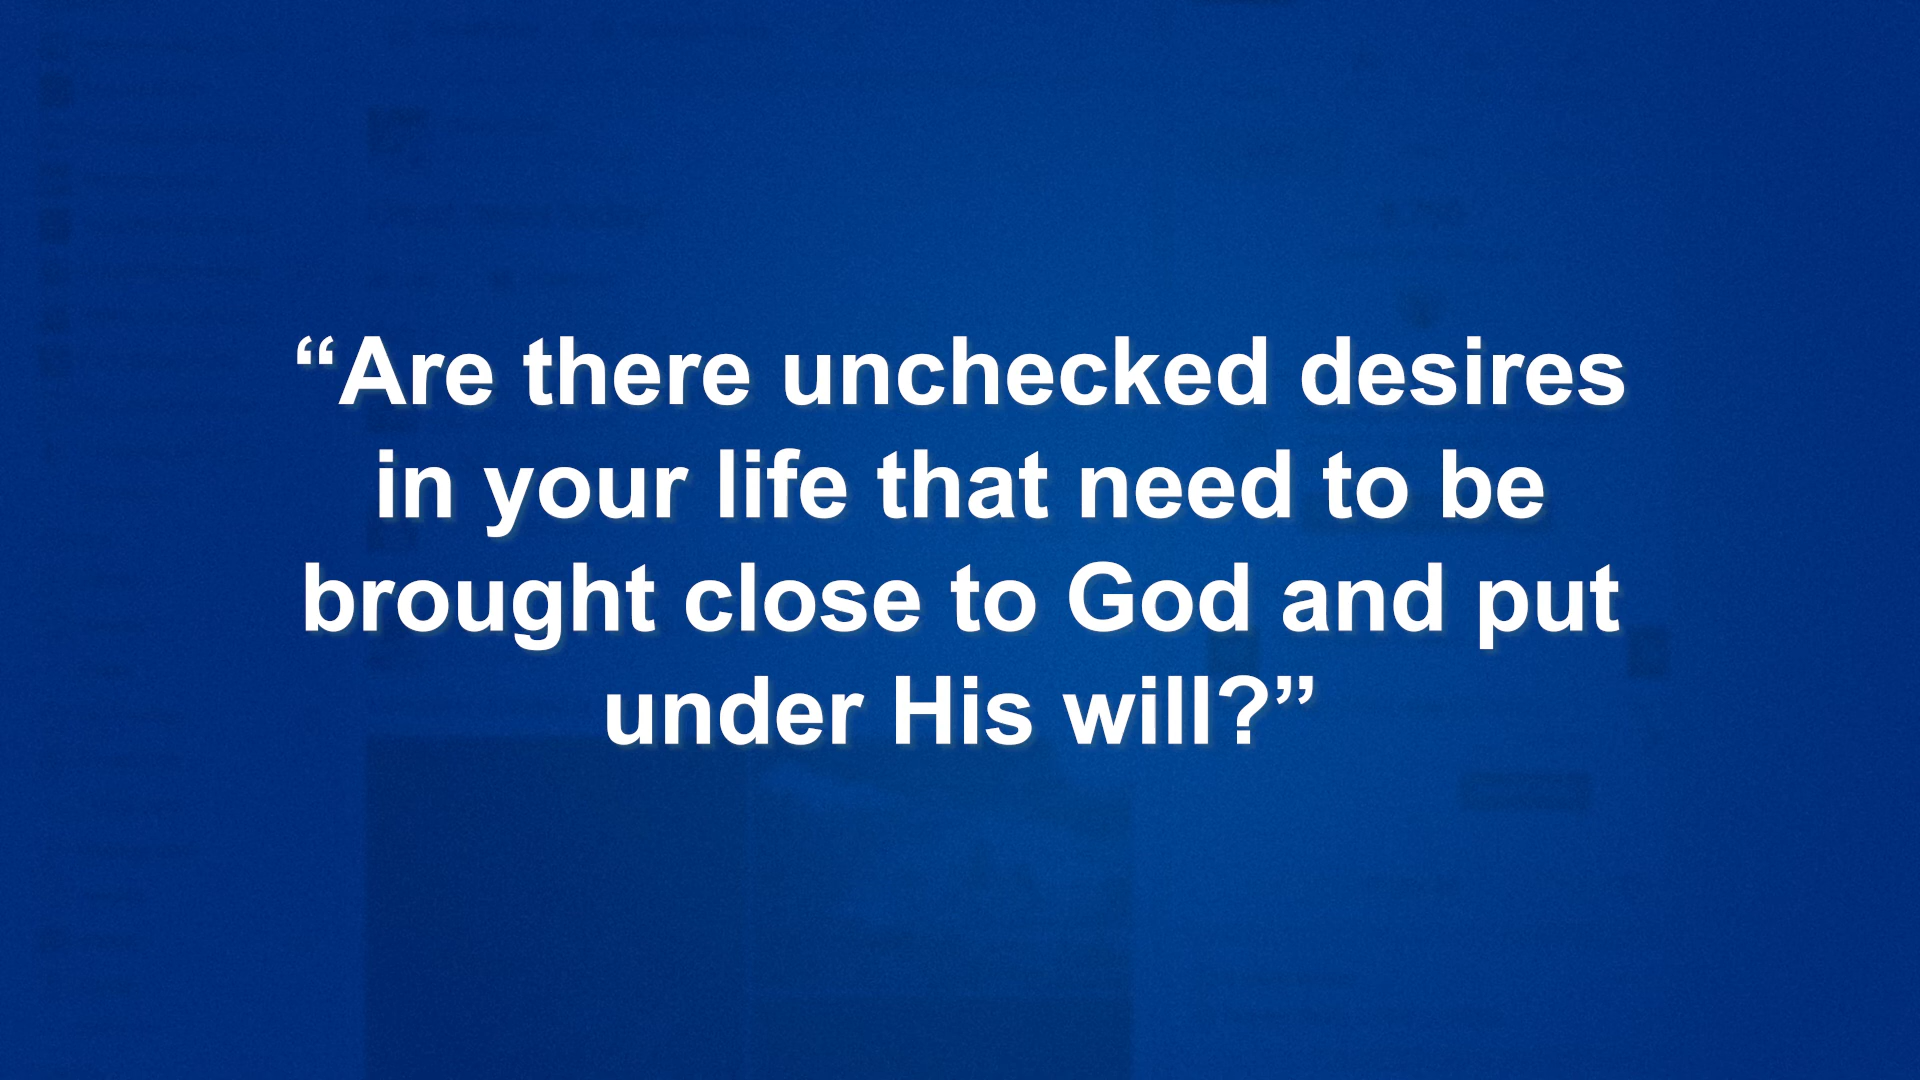 “Are there unchecked desires
in your life that need to be
brought close to God and put
under His will?”